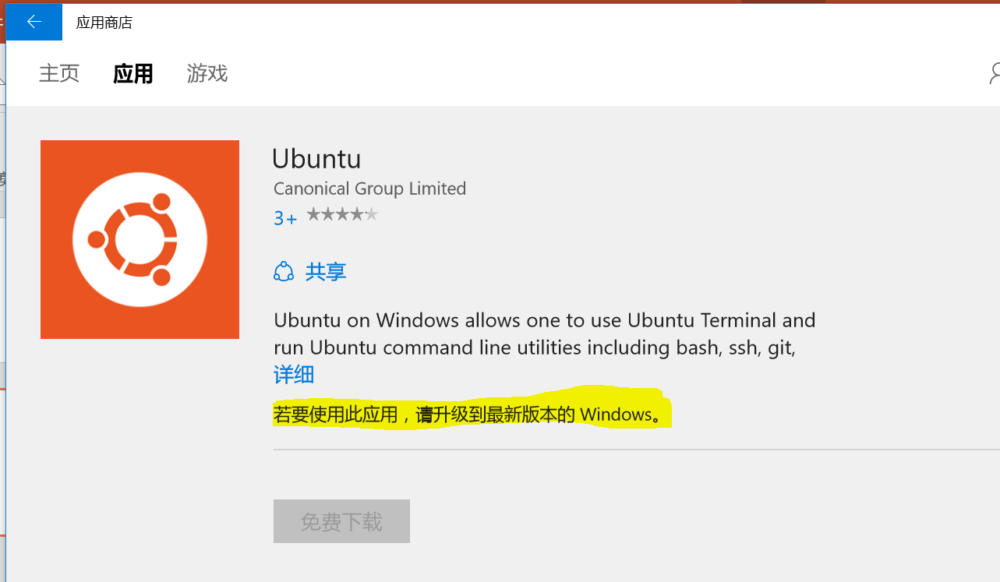 应用商店
主页 应用 游戏
Ubuntu
Canonical Group Limited
3+
共享
Ubuntu on Windows allows one to use Ubuntu Terminal and
run Ubuntu command line utilities including bash, ssh, git,
详细
若要使用此应用，请升级到最新版本的 Windows。
免费下载